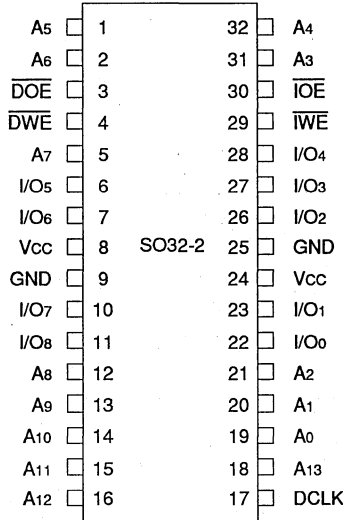 A5 1 32 A4
A6 2 31 A3
DOE 3 30 IOE
DWE 4 29 IWE
A7 5 28 I/O4
I/O5 6 27 I/O3
I/O6 7 26 I/O2
Vcc 8 SO32-2 25 GND
GND 9 24 Vcc
I/O7 10 23 I/O1
I/O8 11 22 I/O0
A8 12 21 A2
A9 13 20 A1
A10 14 19 A0
A11 15 18 A13
A12 16 17 DCLK